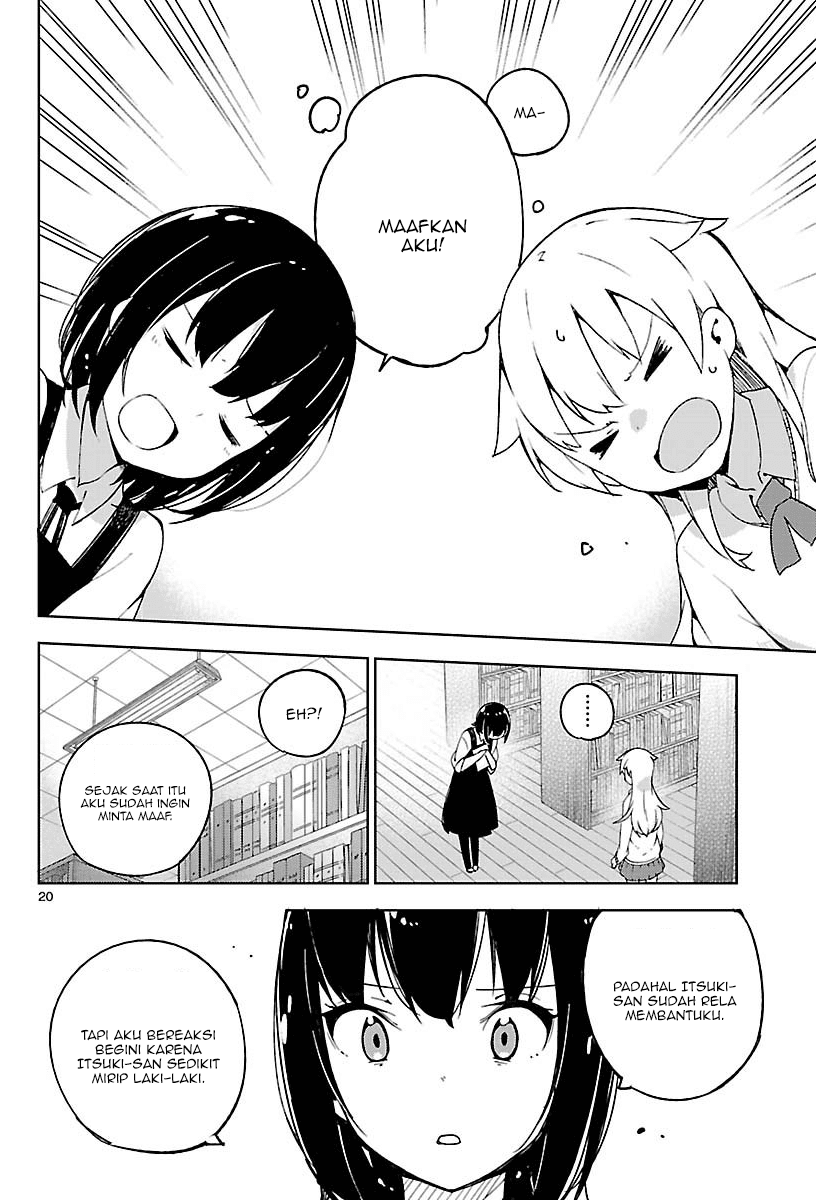 MA-
MAAFKAN
AKU!
......
EH?!
SEJAK SAAT ITU
AKU SUDAH INGIN
MINTA MAAF.
20
PADAHAL ITSUKI-
SAN SUDAH RELA
MEMBANTUKU.
TAPI AKU BEREAKSI
BEGINI KARENA
ITSUKI-SAN SEDIKIT
MIRIP LAKI-LAKI.